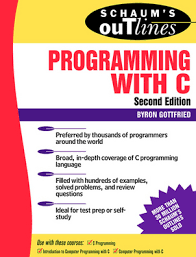 SCHAUM'S
OUTlines
PROGRAMMING
WITH C
Second Edition
BYRON GOTTFRIED
Preferred by thousands of programmers
around the world
Broad, in-depth coverage of C programming
language
Filled with hundreds of examples,
solved problems, and review
questions
Ideal for test prep or self-
study
MORE THAN
30 MILLION
SCHAUM'S
OUTLINES
SOLD
Use with these courses: C Programming
Introduction to Computer Programming with C Computer Programming with C